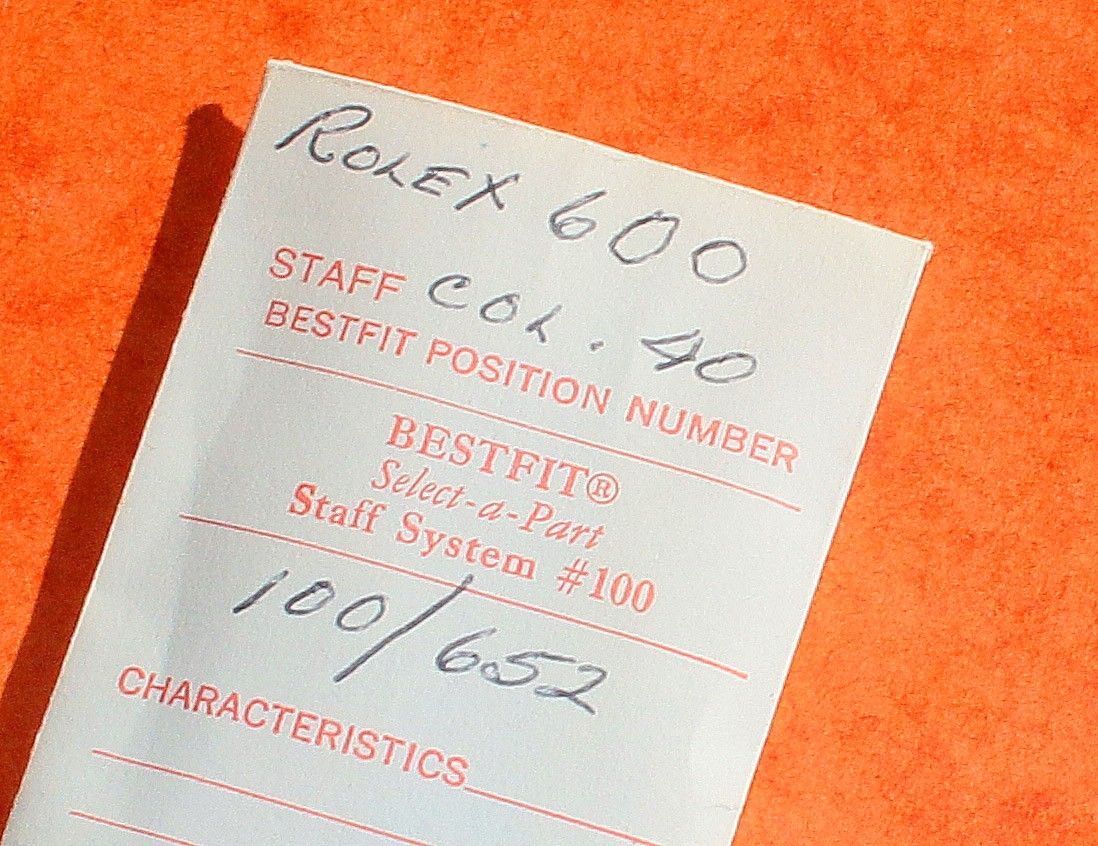 ROLEX 600
STAFF COL. 40
BESTFIT POSITION NUMBER
BESTFIT®
Select-a-Part
Staff System #100
100/652
CHARACTERISTICS